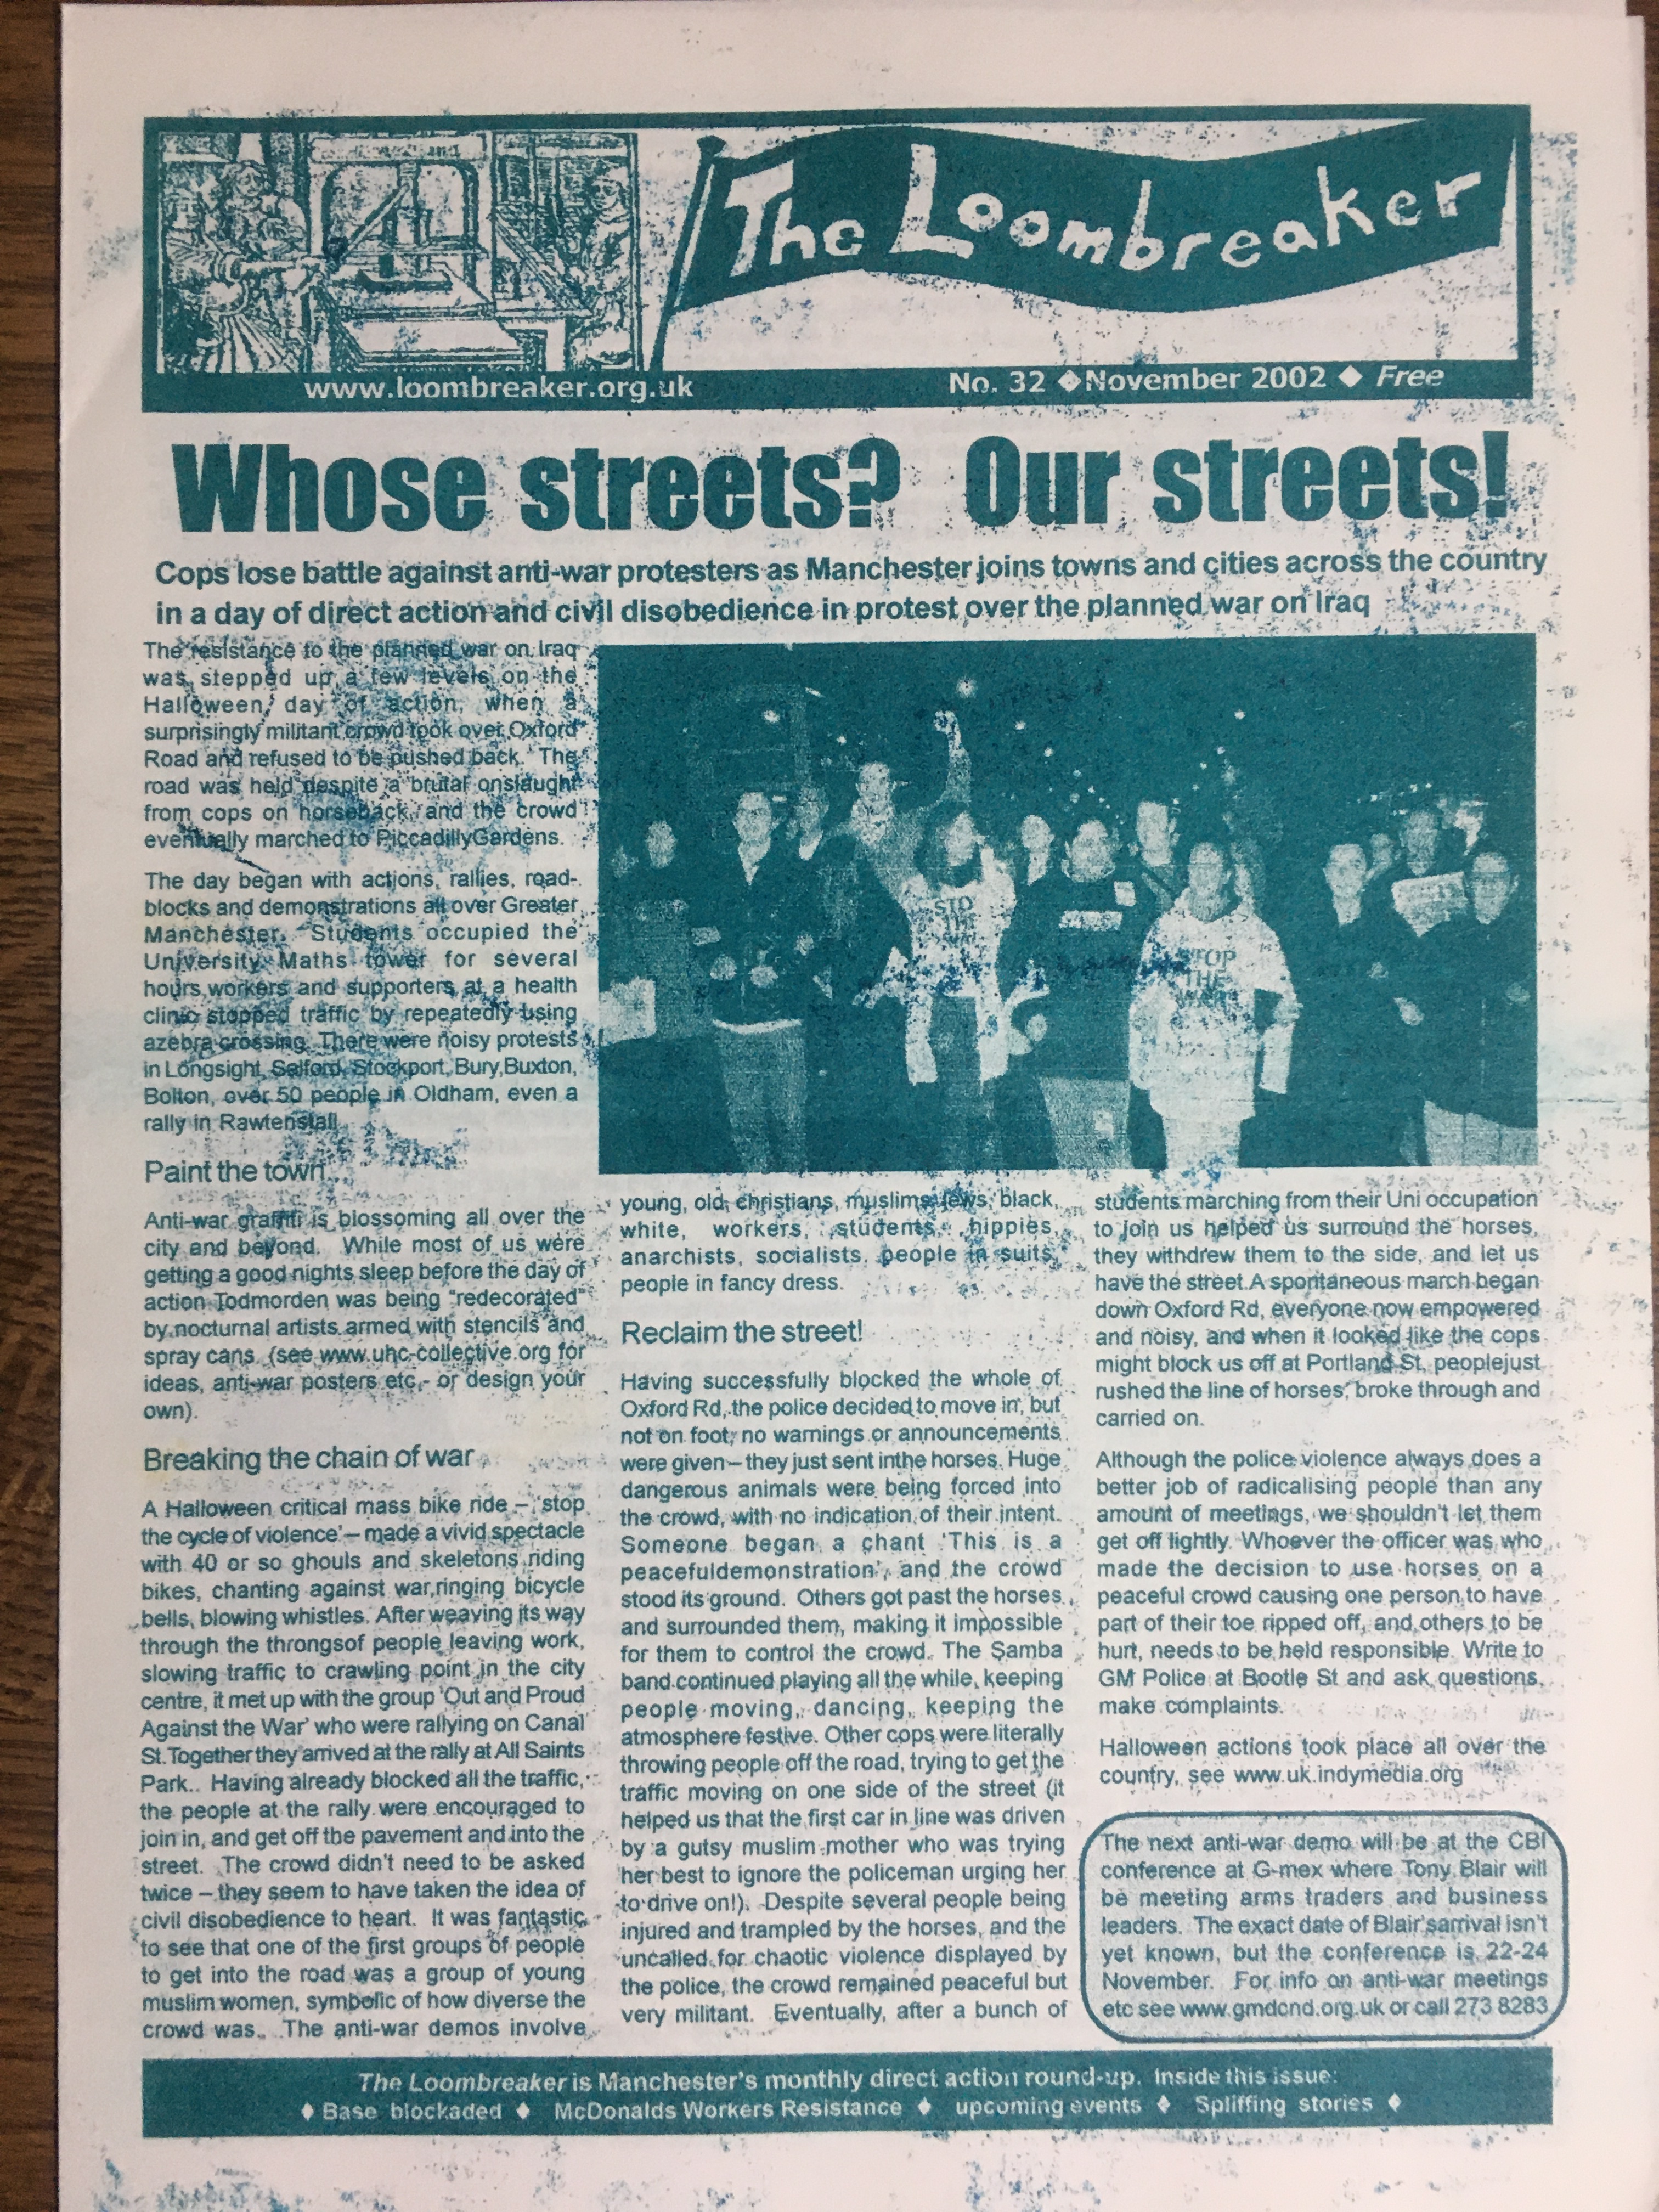 The Loombreaker
www.loombreaker.org.uk
No. 32 ◆ November 2002 ◆ Free
Whose streets? Our streets!
Cops lose battle against anti-war protesters as Manchester joins towns and cities across the country
in a day of direct action and civil disobedience in protest over the planned war on Iraq
The resistance to the planned war on Iraq
was stepped up a few levels on the
Halloween day of action, when a
surprisingly militant crowd took over Oxford
Road and refused to be pushed back. The
road was held despite a brutal onslaught
from cops on horseback, and the crowd
eventually marched to PiccadillyGardens.
The day began with actions, rallies, road-
blocks and demonstrations all over Greater
Manchester. Students occupied the
University Maths tower for several
hours,workers and supporters at a health
clinic stopped traffic by repeatedly using
azebra crossing. There were noisy protests
in Longsight, Salford, Stockport, Bury,Buxton,
Bolton, over 50 people in Oldham, even a
rally in Rawtenstall.
Paint the town...
Anti-war graffiti is blossoming all over the
city and beyond. While most of us were
getting a good nights sleep before the day of
action Todmorden was being "redecorated"
by nocturnal artists armed with stencils and
spray cans. (see www.uhc-collective.org for
ideas, anti-war posters etc,- or design your
own).
Breaking the chain of war
A Halloween critical mass bike ride – 'stop
the cycle of violence'– made a vivid spectacle
with 40 or so ghouls and skeletons riding
bikes, chanting against war,ringing bicycle
bells, blowing whistles. After weaving its way
through the throngsof people leaving work,
slowing traffic to crawling point in the city
centre, it met up with the group 'Out and Proud
Against the War' who were rallying on Canal
St.Together they arrived at the rally at All Saints
Park.. Having already blocked all the traffic,
the people at the rally were encouraged to
join in, and get off the pavement and into the
street. The crowd didn't need to be asked
twice – they seem to have taken the idea of
civil disobedience to heart. It was fantastic
to see that one of the first groups of people
to get into the road was a group of young
muslim women, symbolic of how diverse the
crowd was. The anti-war demos involve
STOP
THE
WAR
STOP
THE
WAR
young, old, christians, muslims, jews, black,
white, workers, students, hippies,
anarchists, socialists, people in suits,
people in fancy dress.
Reclaim the street!
Having successfully blocked the whole of
Oxford Rd, the police decided to move in, but
not on foot; no warnings or announcements
were given – they just sent inthe horses. Huge
dangerous animals were being forced into
the crowd, with no indication of their intent.
Someone began a chant 'This is a
peacefuldemonstration', and the crowd
stood its ground. Others got past the horses
and surrounded them, making it impossible
for them to control the crowd. The Samba
band continued playing all the while, keeping
people moving, dancing, keeping the
atmosphere festive. Other cops were literally
throwing people off the road, trying to get the
traffic moving on one side of the street (it
helped us that the first car in line was driven
by a gutsy muslim mother who was trying
her best to ignore the policeman urging her
to drive on!). Despite several people being
injured and trampled by the horses, and the
uncalled for chaotic violence displayed by
the police, the crowd remained peaceful but
very militant. Eventually, after a bunch of
students marching from their Uni occupation
to join us helped us surround the horses,
they withdrew them to the side, and let us
have the street.A spontaneous march began
down Oxford Rd, everyone now empowered
and noisy, and when it looked like the cops
might block us off at Portland St, peoplejust
rushed the line of horses, broke through and
carried on.
Although the police violence always does a
better job of radicalising people than any
amount of meetings, we shouldn't let them
get off lightly. Whoever the officer was who
made the decision to use horses on a
peaceful crowd causing one person to have
part of their toe ripped off, and others to be
hurt, needs to be held responsible. Write to
GM Police at Bootle St and ask questions,
make complaints.
Halloween actions took place all over the
country, see www.uk.indymedia.org
The next anti-war demo will be at the CBI
conference at G-mex where Tony Blair will
be meeting arms traders and business
leaders. The exact date of Blair'sarrival isn't
yet known, but the conference is 22-24
November. For info on anti-war meetings
etc see www.gmdcnd.org.uk or call 273 8283
The Loombreaker is Manchester's monthly direct action round-up. Inside this issue:
◆ Base blockaded ◆ McDonalds Workers Resistance ◆ upcoming events ◆ Spliffing stories ◆